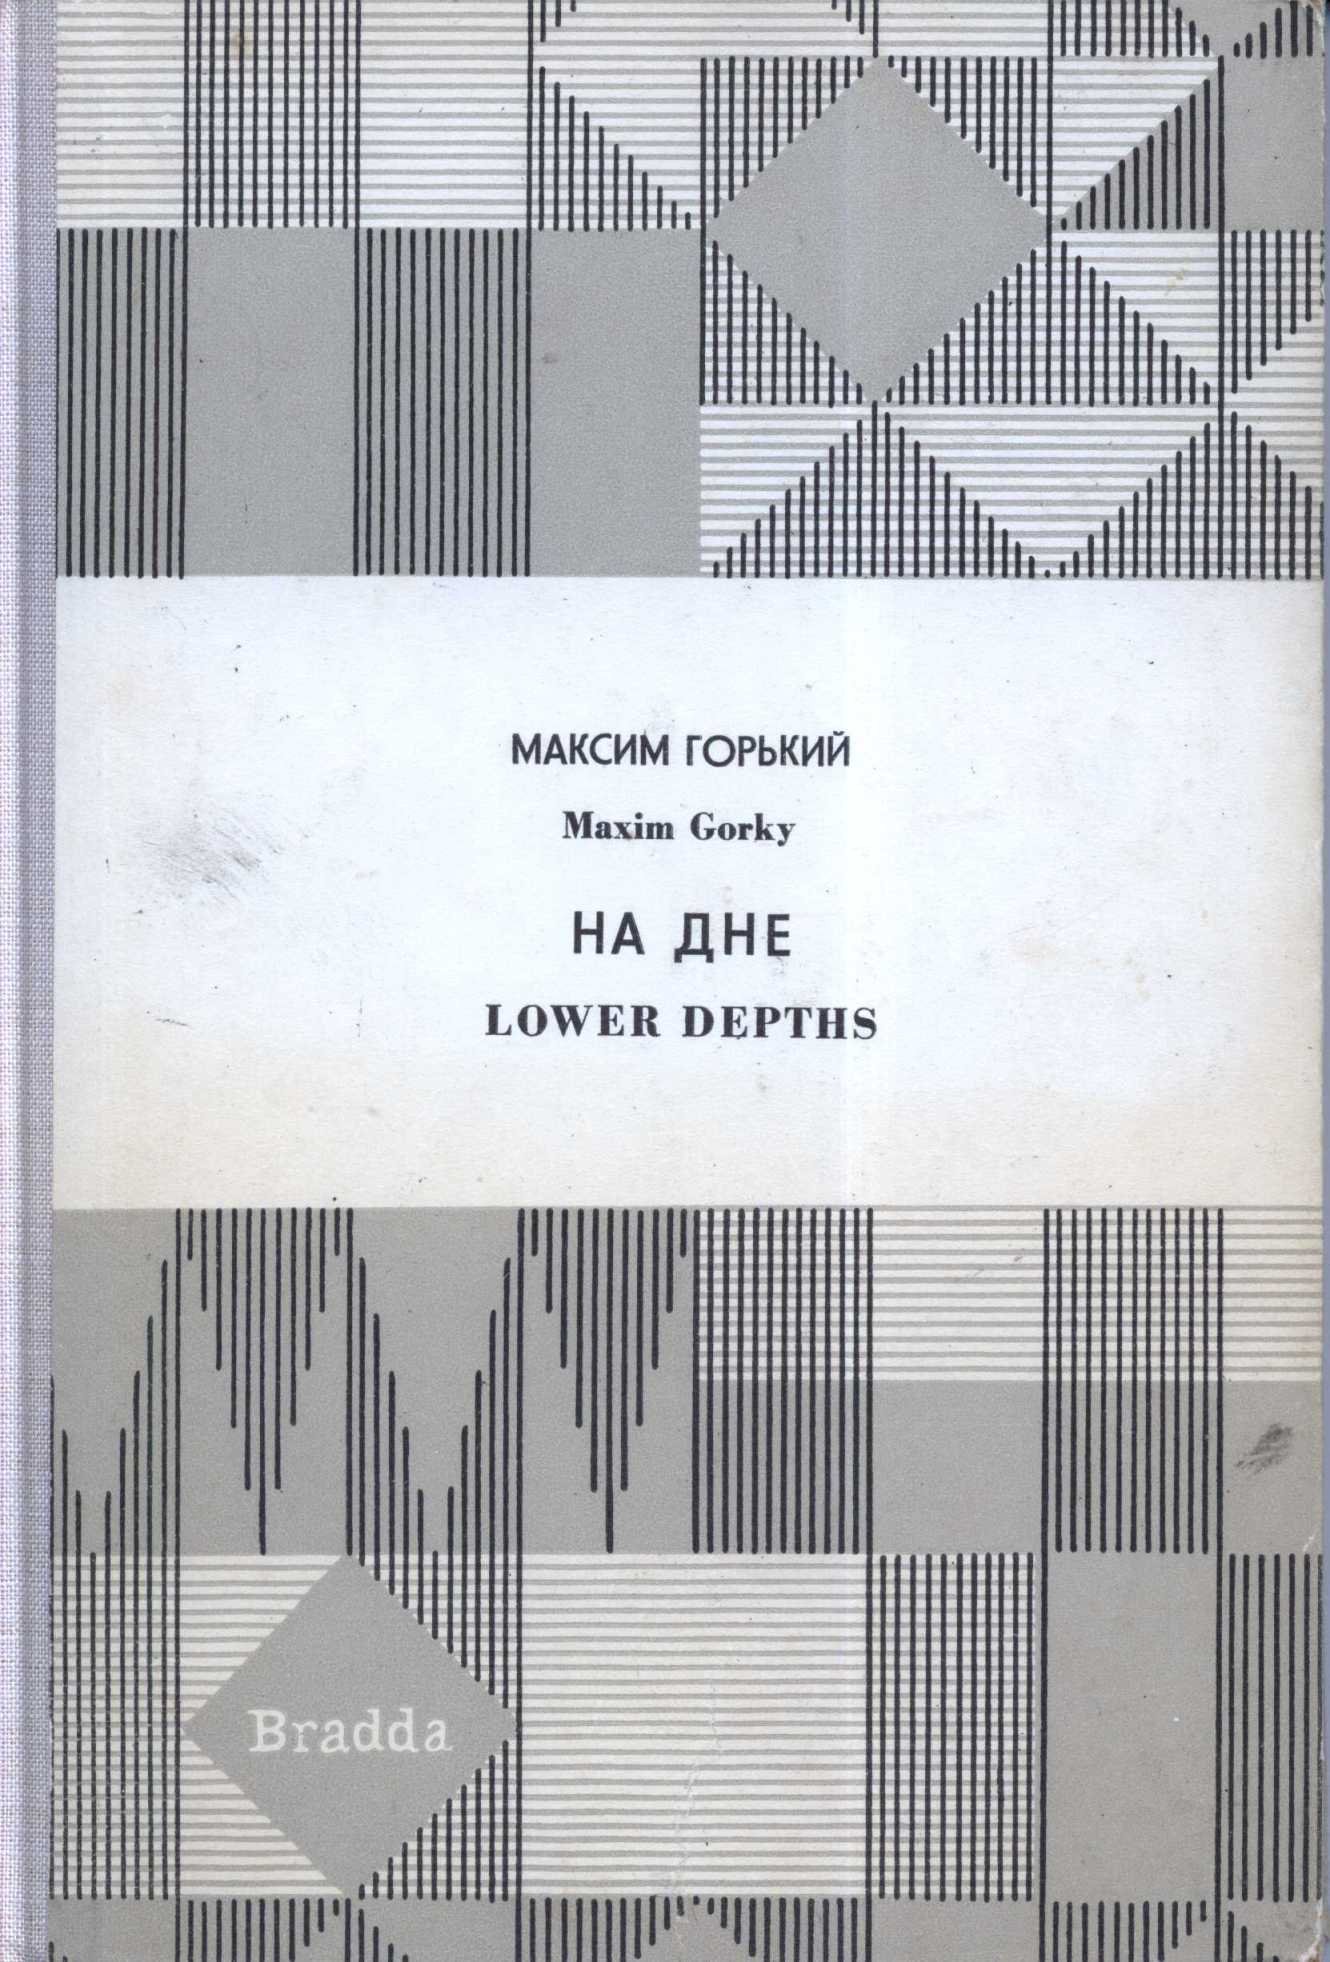 МАКСИМ ГОРЬКИЙ
Maxim Gorky
НА ДНЕ
LOWER DEPTHS
Bradda